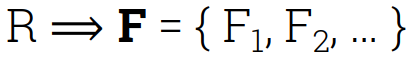 R ⟹ F = { F₁, F₂, ... }